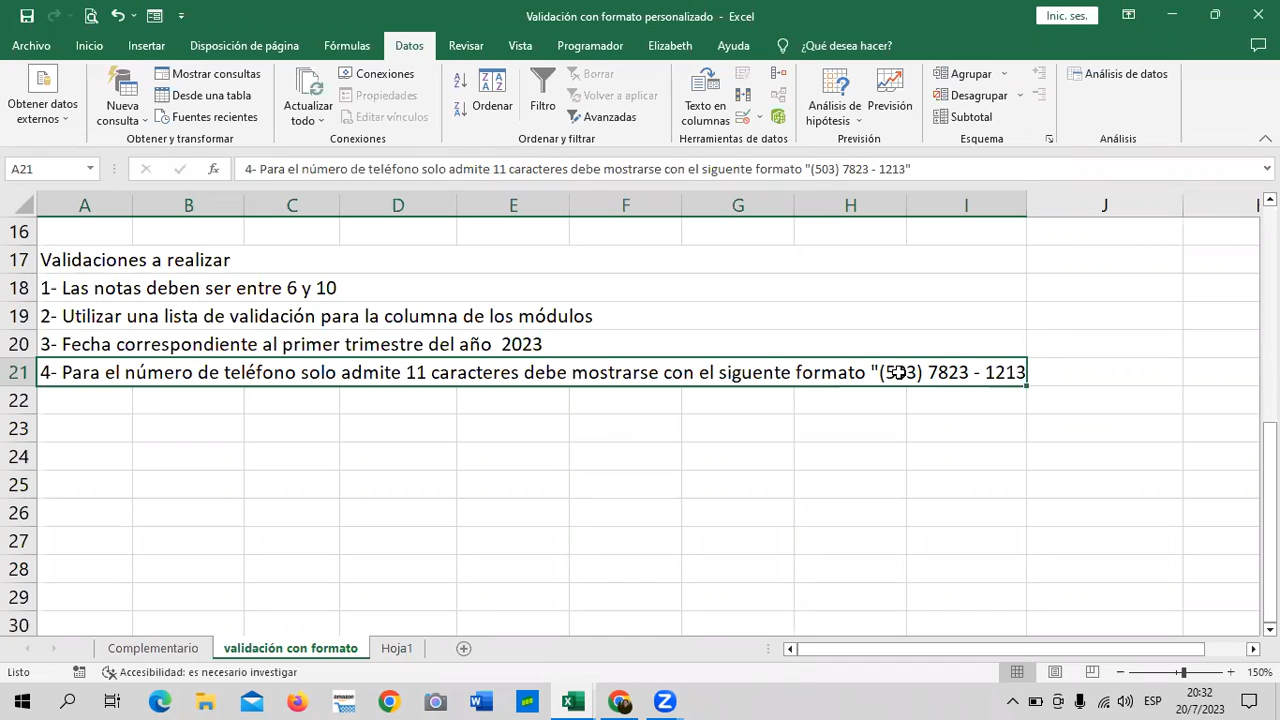 Validación con formato personalizado - Excel
Inic. ses.
Archivo Inicio Insertar Disposición de página Fórmulas Datos Revisar Vista Programador Elizabeth Ayuda ¿Qué desea hacer?
Obtener datos externos
Nueva consulta
Mostrar consultas
Desde una tabla
Fuentes recientes
Obtener y transformar
Actualizar todo
Conexiones
Propiedades
Editar vínculos
Conexiones
Ordenar
Filtro
Borrar
Volver a aplicar
Avanzadas
Ordenar y filtrar
Texto en columnas
Herramientas de datos
Análisis de hipótesis
Previsión
Previsión
Agrupar
Desagrupar
Subtotal
Esquema
Análisis de datos
Análisis
A21
fx
4- Para el número de teléfono solo admite 11 caracteres debe mostrarse con el siguente formato "(503) 7823 - 1213"
A B C D E F G H I J
16
17 Validaciones a realizar
18 1- Las notas deben ser entre 6 y 10
19 2- Utilizar una lista de validación para la columna de los módulos
20 3- Fecha correspondiente al primer trimestre del año 2023
21 4- Para el número de teléfono solo admite 11 caracteres debe mostrarse con el siguente formato "(503) 7823 - 1213
22
23
24
25
26
27
28
29
30
Complementario validación con formato Hoja1
Listo Accesibilidad: es necesario investigar 150%
ESP
20:32
20/7/2023